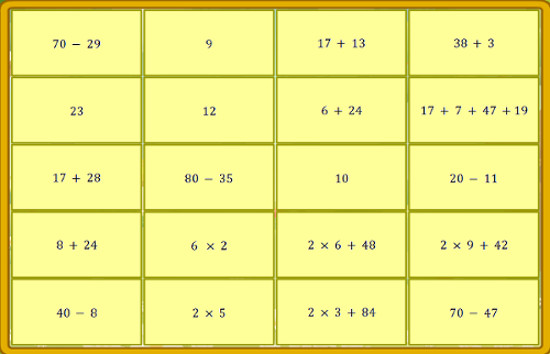 70 − 29 9 17 + 13 38 + 3
23 12 6 + 24 17 + 7 + 47 + 19
17 + 28 80 − 35 10 20 − 11
8 + 24 6 × 2 2 × 6 + 48 2 × 9 + 42
40 − 8 2 × 5 2 × 3 + 84 70 − 47